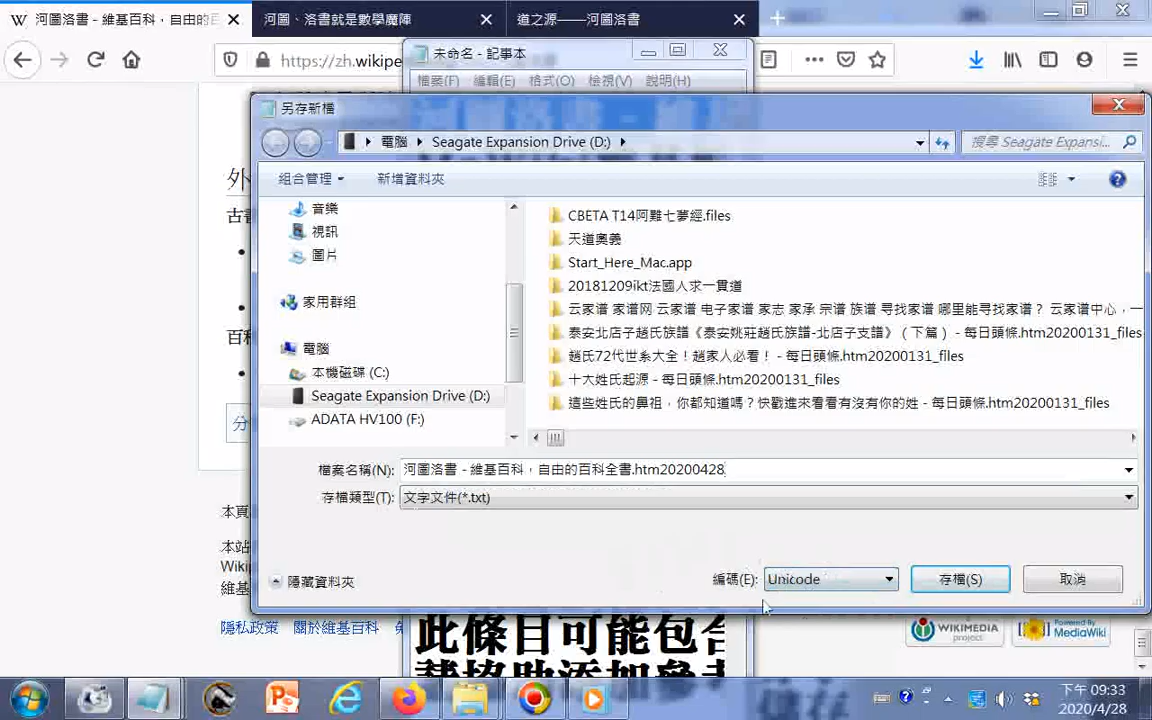 河圖洛書 - 維基百科，自由的百
河圖、洛書就是數學魔陣
道之源——河圖洛書
https://zh.wikipe
未命名 - 記事本
檔案(F) 編輯(E) 格式(O) 檢視(V) 說明(H)
另存新檔
電腦 Seagate Expansion Drive (D:)
搜尋 Seagate Expansi...
組合管理 新增資料夾
音樂
視訊
圖片
家用群組
電腦
本機磁碟 (C:)
Seagate Expansion Drive (D:)
ADATA HV100 (F:)
CBETA T14阿難七夢經.files
天道奧義
Start_Here_Mac.app
20181209ikt法國人求一貫道
云家谱 家谱网 云家谱 电子家谱 家志 家承 宗谱 族谱 寻找家谱 哪里能寻找家谱？ 云家谱中心，一
泰安北店子趙氏族譜《泰安姚莊趙氏族譜-北店子支譜》（下篇）- 每日頭條.htm20200131_files
趙氏72代世系大全！趙家人必看！ - 每日頭條.htm20200131_files
十大姓氏起源 - 每日頭條.htm20200131_files
這些姓氏的鼻祖，你都知道嗎？快戳進來看看有沒有你的姓 - 每日頭條.htm20200131_files
檔案名稱(N): 河圖洛書 - 維基百科，自由的百科全書.htm20200428
存檔類型(T): 文字文件(*.txt)
隱藏資料夾
編碼(E): Unicode
存檔(S)
取消
外
古書
百科
分
本頁
本站
Wikip
維基
隱私政策 關於維基百科 免
此條目可能包含
WIKIMEDIA
project
Powered By
MediaWiki
儲存
下午 09:33
2020/4/28